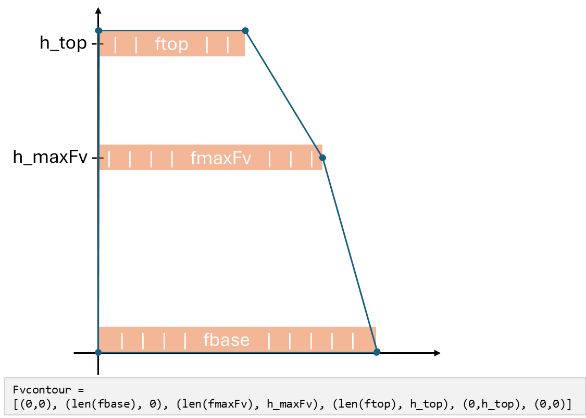 h_top
ftop
h_maxFv
fmaxFv
fbase
Fvcontour =
[(0,0), (len(fbase), 0), (len(fmaxFv), h_maxFv), (len(ftop), h_top), (0,h_top), (0,0)]